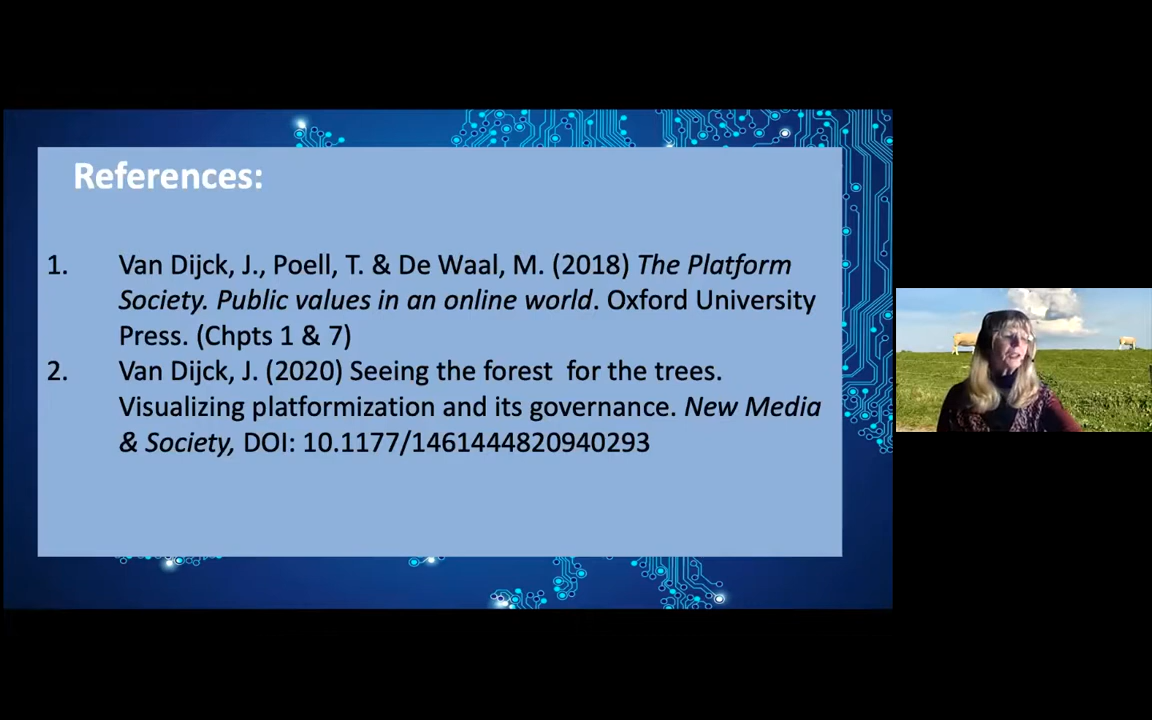 References:
1. Van Dijck, J., Poell, T. & De Waal, M. (2018) The Platform
Society. Public values in an online world. Oxford University
Press. (Chpts 1 & 7)
2. Van Dijck, J. (2020) Seeing the forest  for the trees.
Visualizing platformization and its governance. New Media
& Society, DOI: 10.1177/1461444820940293